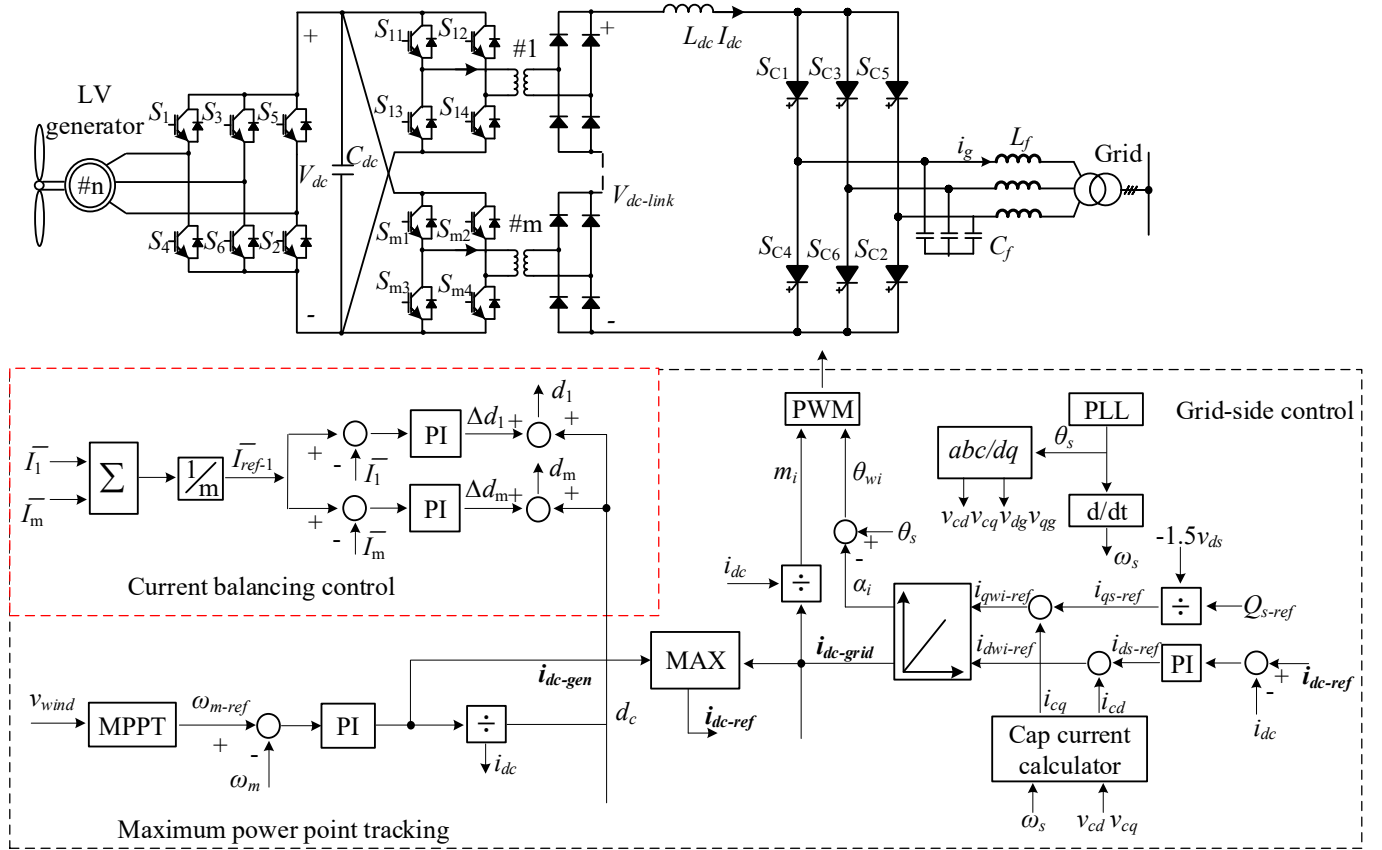 LV
generator
#n
S1
S3
S5
S4
S6
S2
+
-
Vdc
Cdc
S11
S12
S13
S14
#1
Sm1
Sm2
Sm3
Sm4
#m
+
-
Vdc-link
Ldc Idc
SC1
SC3
SC5
SC4
SC6
SC2
ig
Lf
Cf
Grid
I1
Im
Σ
1/m
Iref-1
+
-
I1
PI
Δd1
+
+
d1
+
-
Im
PI
Δdm
+
+
dm
Current balancing control
vwind
MPPT
ωm-ref
+
-
ωm
PI
÷
idc
dc
idc-gen
MAX
idc-ref
idc-grid
Maximum power point tracking
Grid-side control
PWM
mi
θwi
idc
÷
+
-
θs
αi
PLL
θs
abc/dq
vcd vcq vdg vqg
d/dt
ωs
-1.5vds
÷
Qs-ref
iqs-ref
iqwi-ref
idwi-ref
ids-ref
PI
+
-
idc-ref
idc
icq
icd
Cap current
calculator
ωs
vcd vcq